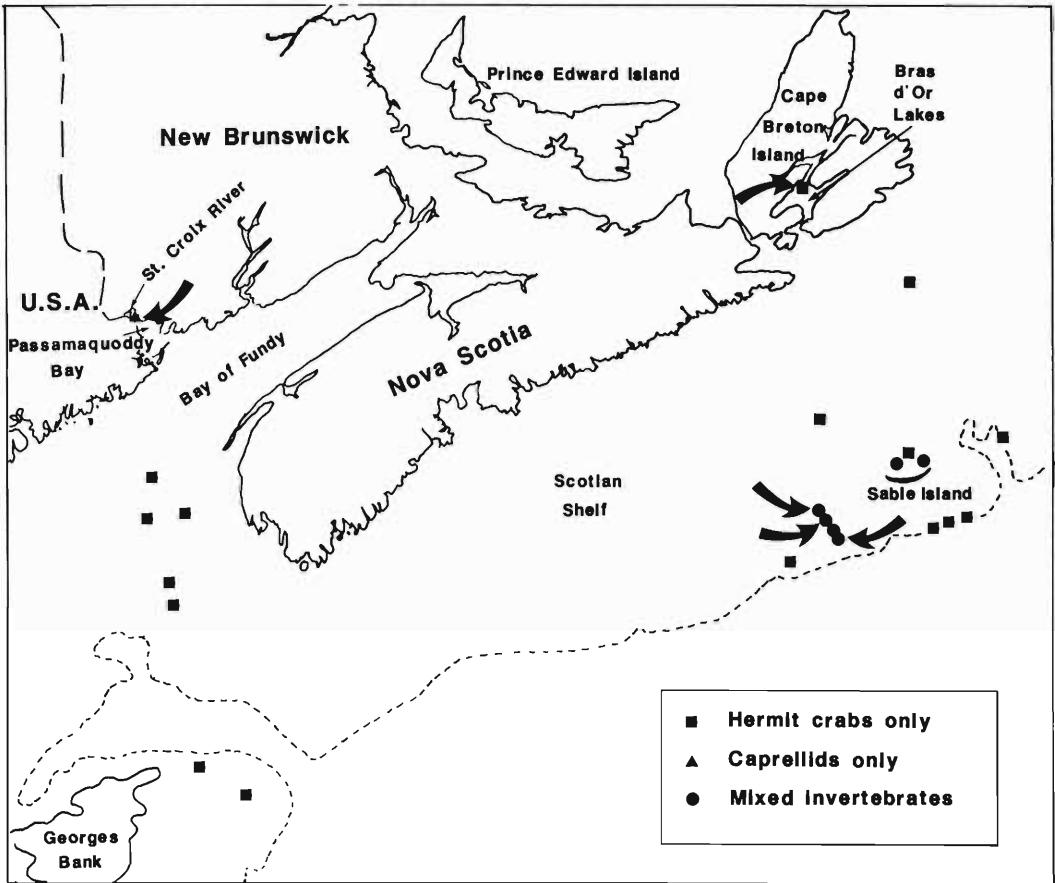 Prince Edward Island
Bras
d'Or
Lakes
Cape
Breton
Island
New Brunswick
St. Croix River
U.S.A.
Passamaquoddy
Bay
Bay of Fundy
Nova Scotia
Scotian
Shelf
Sable Island
Hermit crabs only
Caprellids only
Mixed invertebrates
Georges
Bank